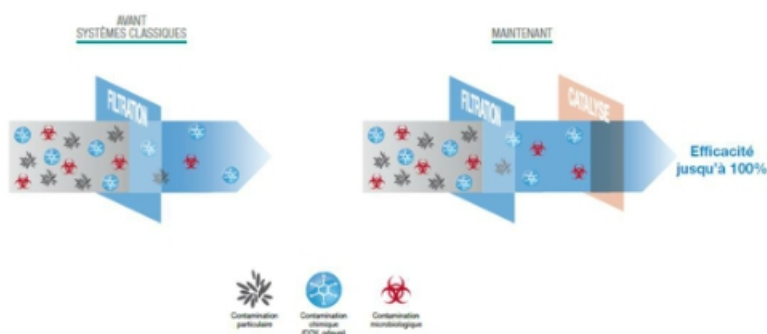 AVANT
SYSTÈMES CLASSIQUES
MAINTENANT
FILTRATION
FILTRATION
CATALYSE
Efficacité
jusqu'à 100%
Contamination
particulaire
Contamination
chimique
Contamination
microbiologique